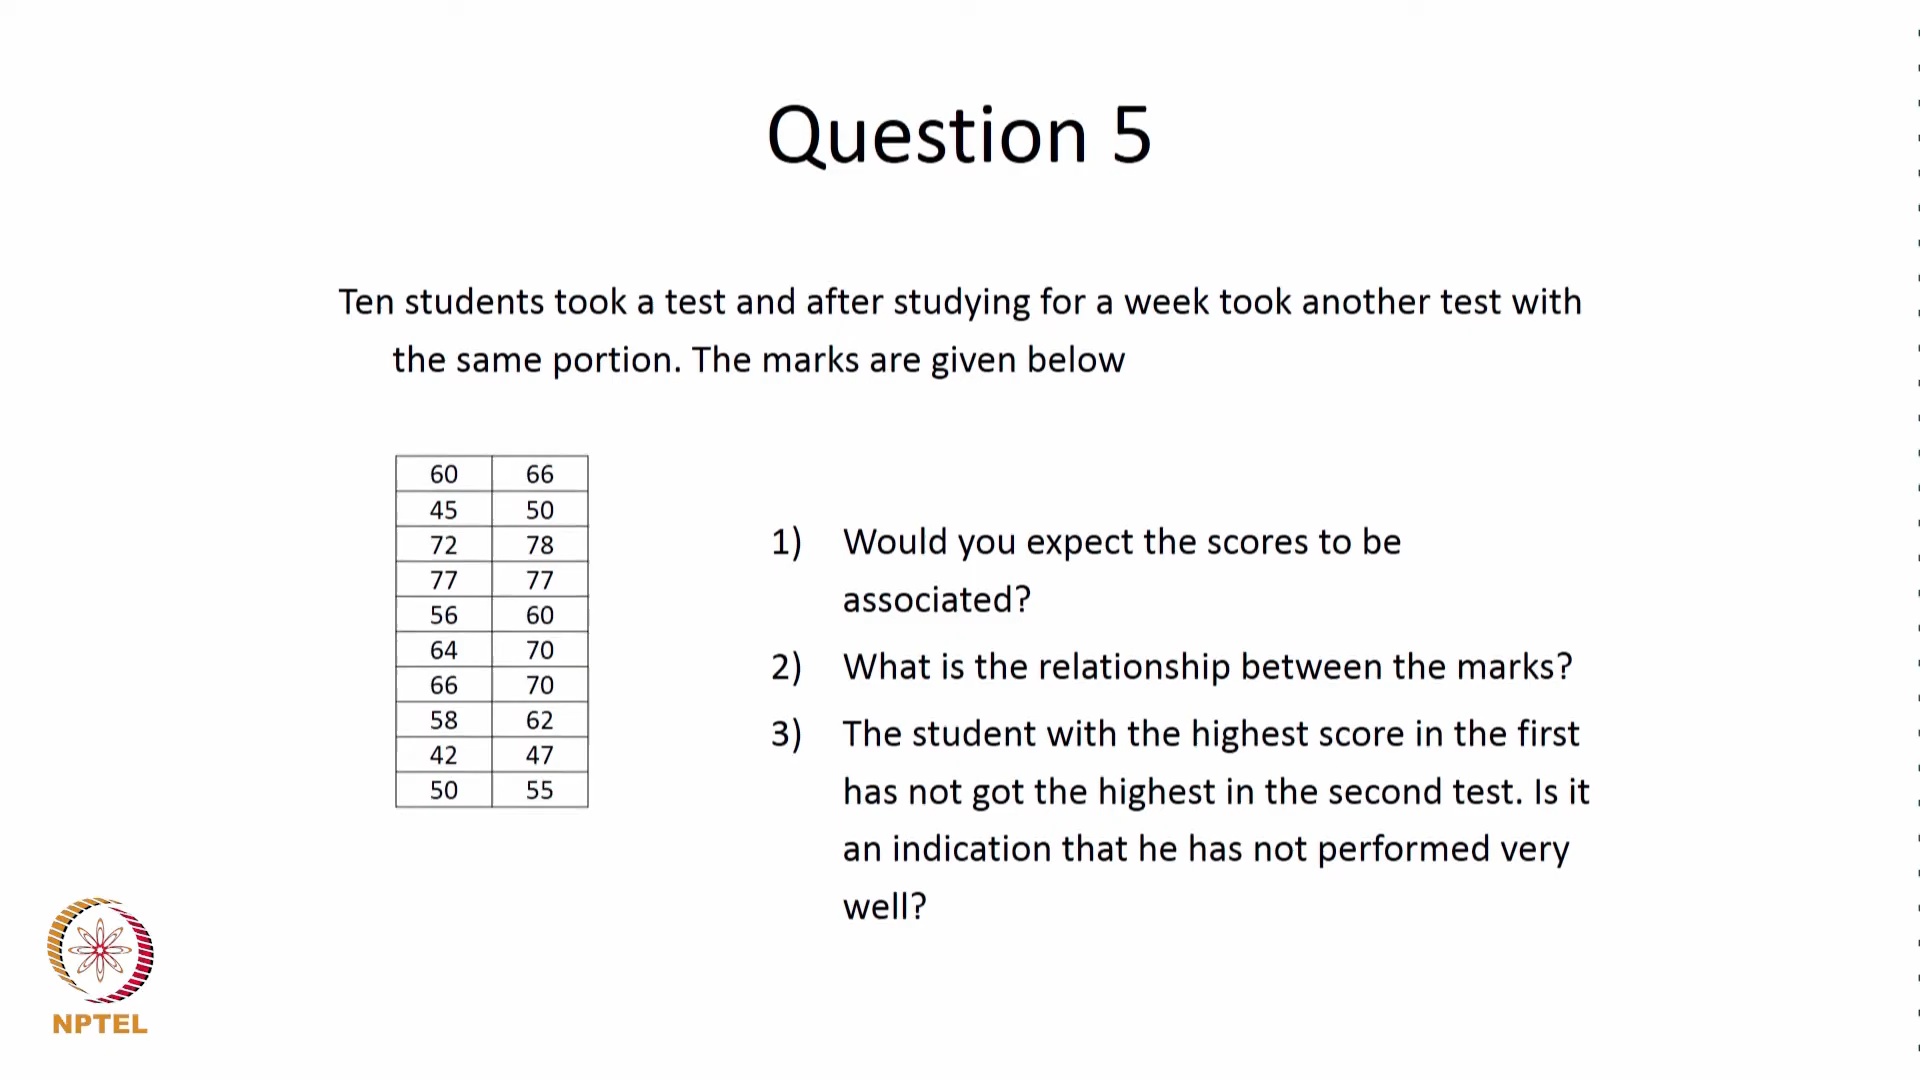 Question 5
Ten students took a test and after studying for a week took another test with
the same portion. The marks are given below
60 66
45 50
72 78
77 77
56 60
64 70
66 70
58 62
42 47
50 55
1) Would you expect the scores to be
associated?
2) What is the relationship between the marks?
3) The student with the highest score in the first
has not got the highest in the second test. Is it
an indication that he has not performed very
well?
NPTEL